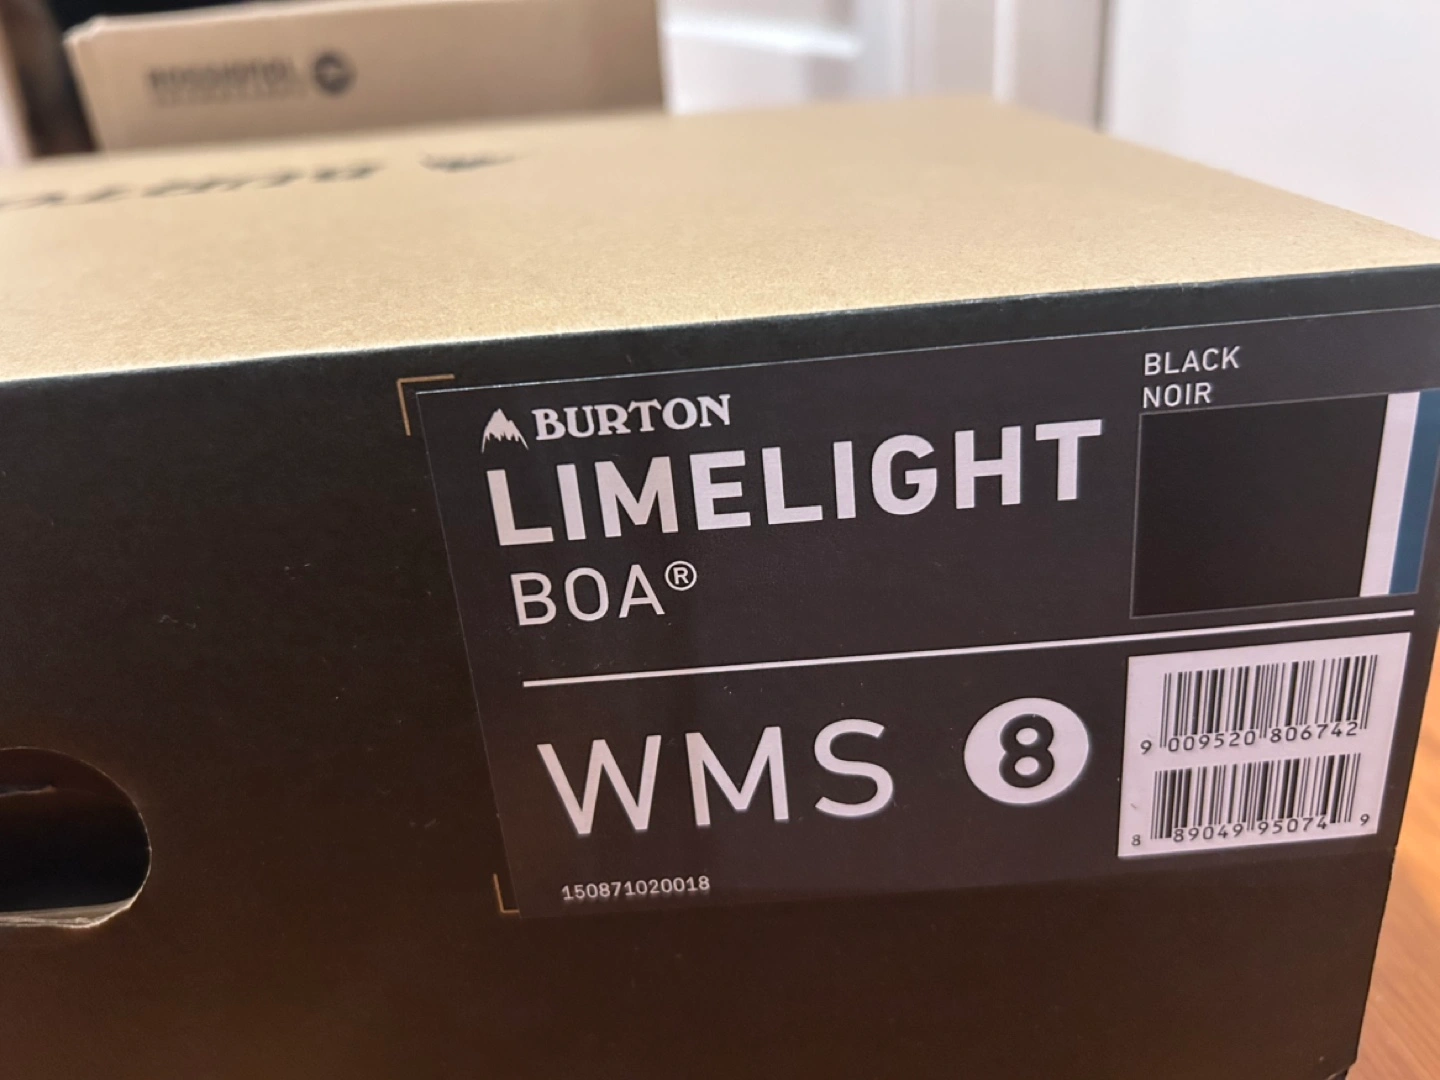 BURTON
LIMELIGHT
BOA®
BLACK
NOIR
WMS 8
9 009520 806742
8 89049 95074 9
150871020018